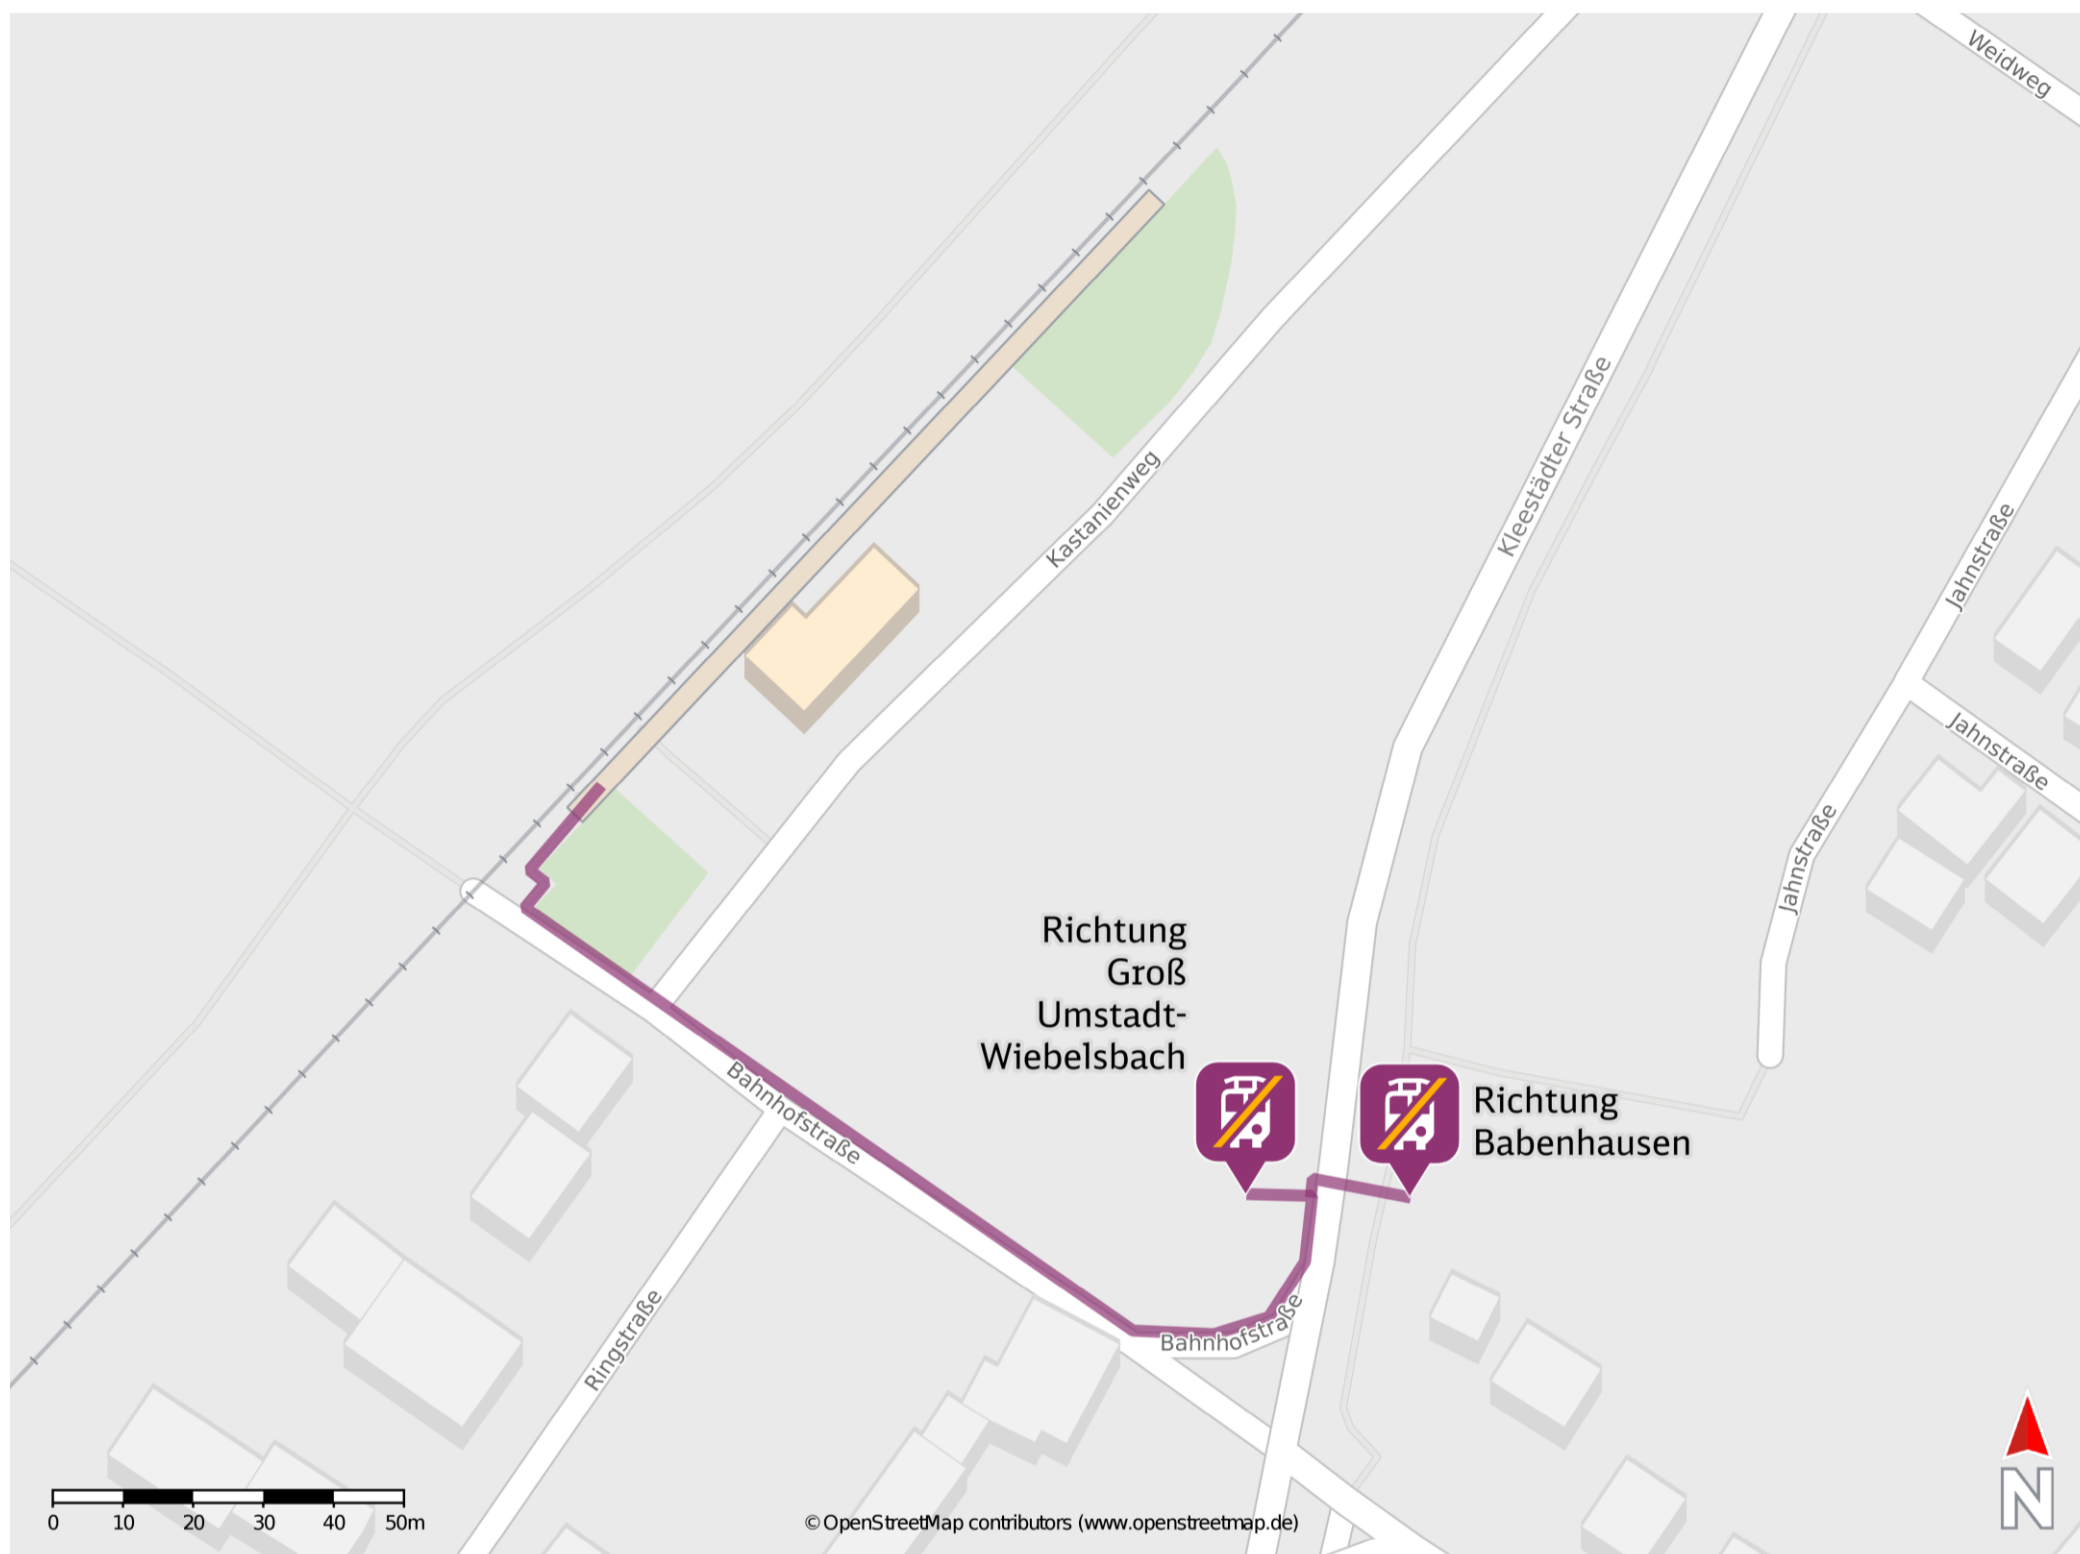 Weidweg
Kleestädter Straße
Kastanienweg
Jahnstraße
Jahnstraße
Jahnstraße
Richtung
Groß
Umstadt-
Wiebelsbach
Richtung
Babenhausen
Bahnhofstraße
Bahnhofstraße
Ringstraße
0 10 20 30 40 50m
© OpenStreetMap contributors (www.openstreetmap.de)
N